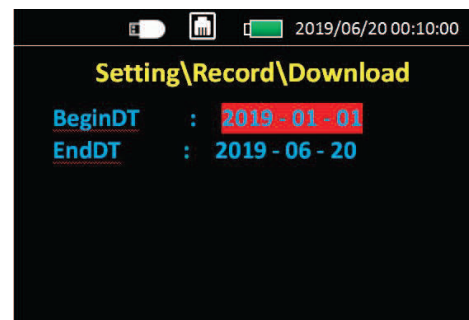 2019/06/20 00:10:00
Setting\Record\Download
BeginDT : 2019 - 01 - 01
EndDT : 2019 - 06 - 20